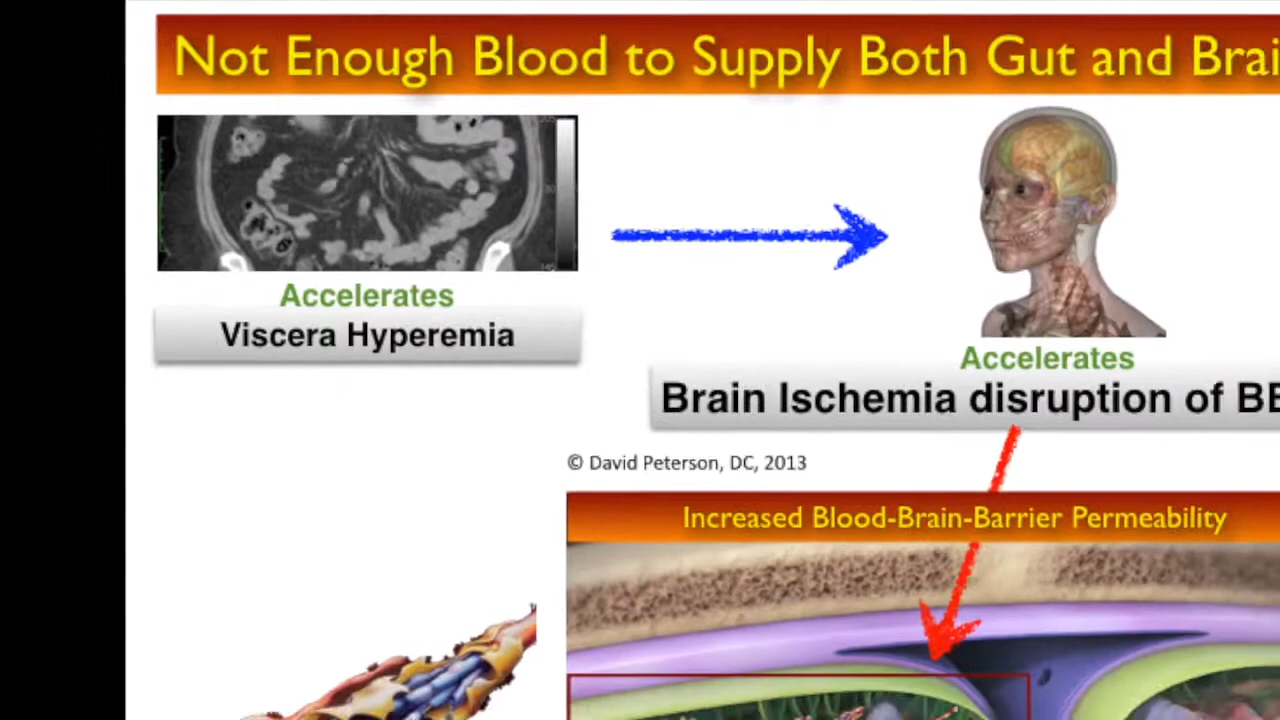 Not Enough Blood to Supply Both Gut and Brai
Accelerates
Viscera Hyperemia
Accelerates
Brain Ischemia disruption of BB
© David Peterson, DC, 2013
Increased Blood-Brain-Barrier Permeability